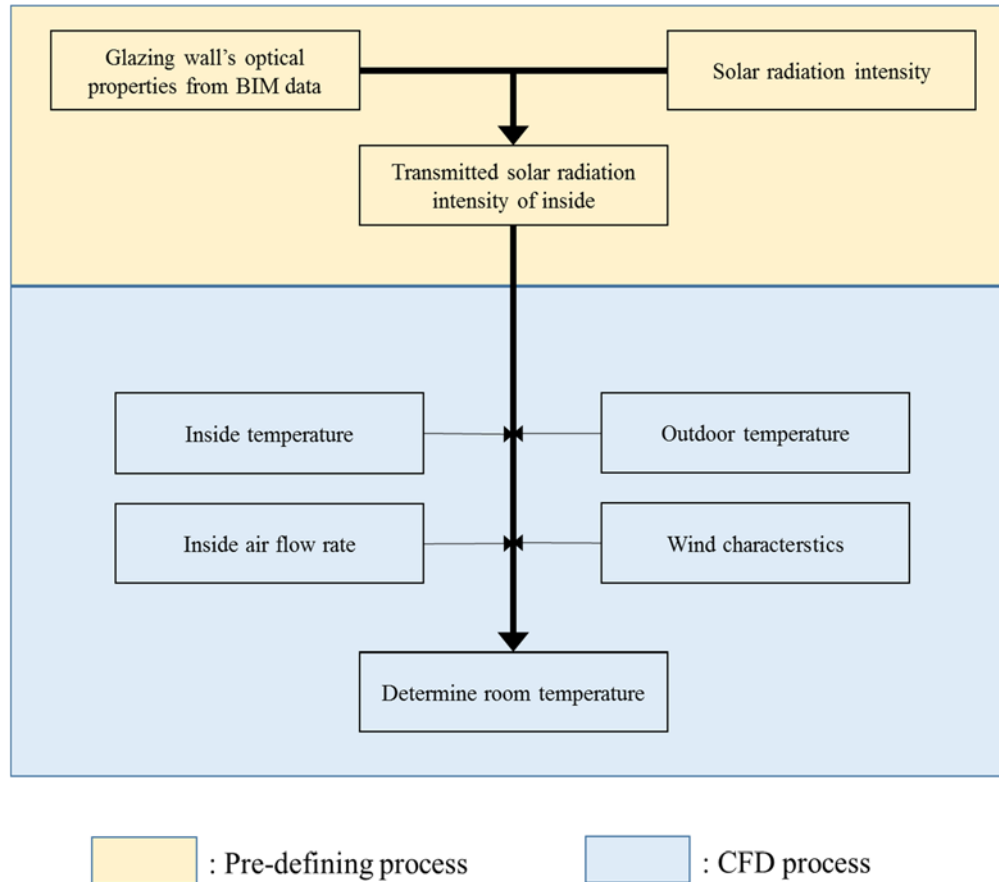 Glazing wall's optical
properties from BIM data
Solar radiation intensity
Transmitted solar radiation
intensity of inside
Inside temperature
Outdoor temperature
Inside air flow rate
Wind characterstics
Determine room temperature
: Pre-defining process
: CFD process